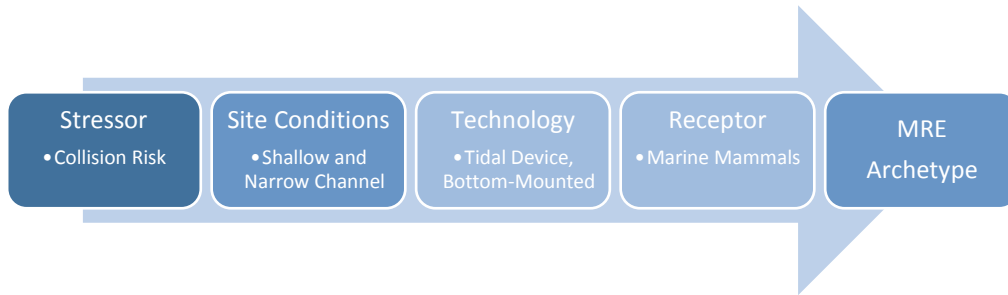 Stressor
•Collision Risk
Site Conditions
•Shallow and
Narrow Channel
Technology
•Tidal Device,
Bottom-Mounted
Receptor
•Marine Mammals
MRE
Archetype